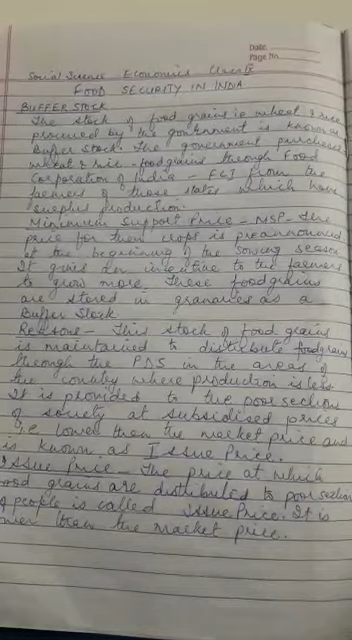 Date.
Page No.
Social Science Economics Class IX
FOOD SECURITY IN INDIA
BUFFER STOCK
The stock of food grains ie wheat & rice
procured by the government is known as
Buffer Stock. The government purchases
wheat & rice - foodgrains through Food
Corporation of India - FCI from the
farmers of those states which have
surplus production.
Minimum Support Price - MSP - The
price for their crops is preannounced
at the beginning of the sowing season
It gives an incentive to the farmers
to grow more. These foodgrains
are stored in granaries as a
Buffer Stock
Reasons - This stock of food grains
is maintained to distribute foodgrains
through the PDS in the areas of
the country where production is less.
It is provided to the poor sections
of society at subsidised prices
i.e lower than the market price and
is known as Issue Price.
Issue Price - The price at which
food grains are distributed to poor section
of people is called Issue Price. It is
lower than the market price.